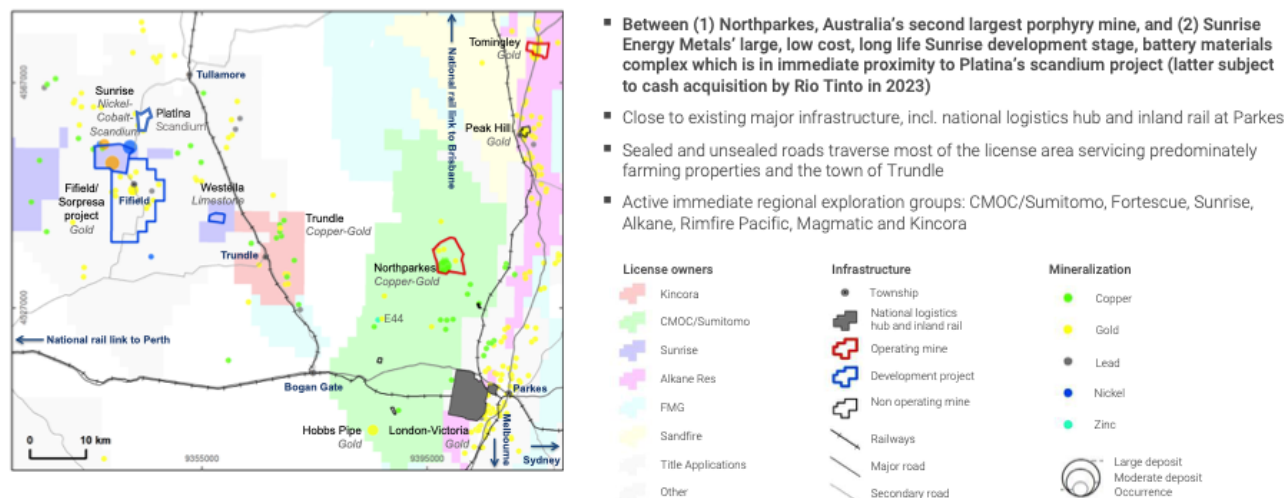 National rail link to Brisbane
Tomingley
Gold
Tullamore
Sunrise
Nickel-
Cobalt-
Scandium
Platina
Scandium
Peak Hill
Gold
Westella
Limestone
Fifield/
Sorpresa
project
Gold
Fifield
Trundle
Copper-Gold
Trundle
Northparkes
Copper-Gold
E44
National rail link to Perth
Bogan Gate
Parkes
Hobbs Pipe
Gold
London-Victoria
Gold
Melbourne
Sydney
0 10 km
9355000
9395000
▪ Between (1) Northparkes, Australia’s second largest porphyry mine, and (2) Sunrise
Energy Metals’ large, low cost, long life Sunrise development stage, battery materials
complex which is in immediate proximity to Platina’s scandium project (latter subject
to cash acquisition by Rio Tinto in 2023)
▪ Close to existing major infrastructure, incl. national logistics hub and inland rail at Parkes
▪ Sealed and unsealed roads traverse most of the license area servicing predominately
farming properties and the town of Trundle
▪ Active immediate regional exploration groups: CMOC/Sumitomo, Fortescue, Sunrise,
Alkane, Rimfire Pacific, Magmatic and Kincora
License owners
Kincora
CMOC/Sumitomo
Sunrise
Alkane Res
FMG
Sandfire
Title Applications
Other
Infrastructure
Township
National logistics
hub and inland rail
Operating mine
Development project
Non operating mine
Railways
Major road
Secondary road
Mineralization
Copper
Gold
Lead
Nickel
Zinc
Large deposit
Moderate deposit
Occurrence